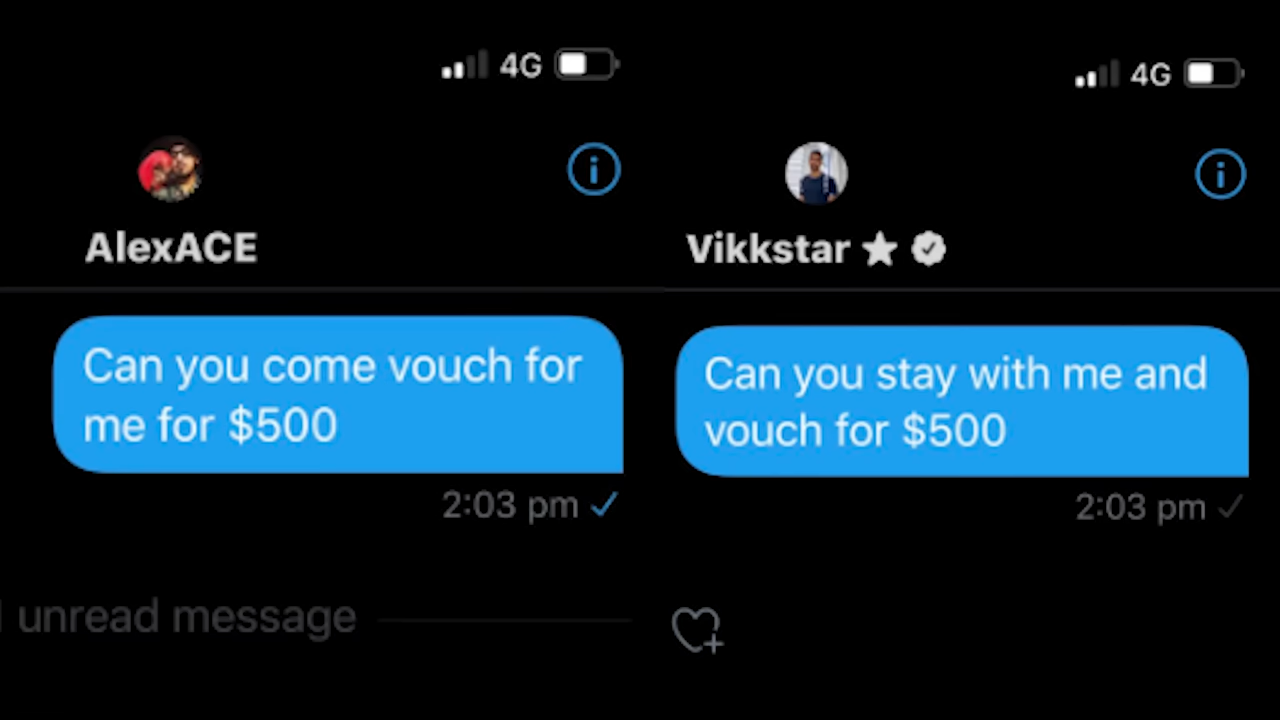 4G
AlexACE
Can you come vouch for
me for $500
2:03 pm
unread message
4G
Vikkstar
Can you stay with me and
vouch for $500
2:03 pm